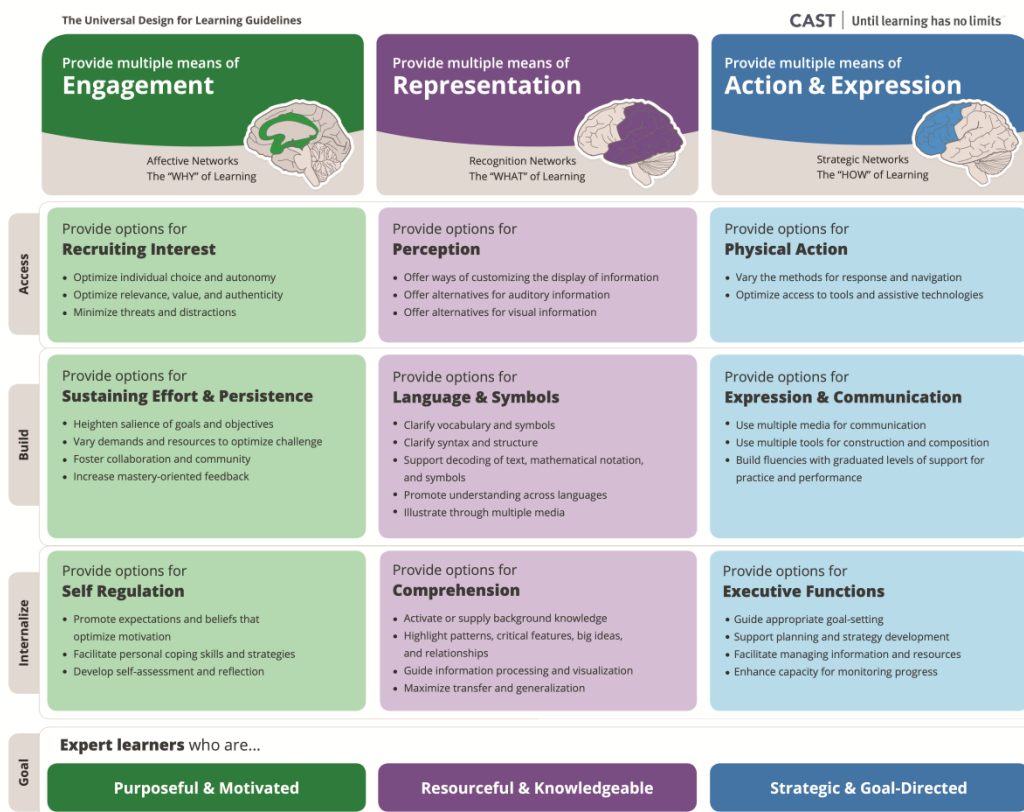 The Universal Design for Learning Guidelines
CAST | Until learning has no limits
Provide multiple means of
Engagement
Affective Networks
The “WHY” of Learning
Provide multiple means of
Representation
Recognition Networks
The “WHAT” of Learning
Provide multiple means of
Action & Expression
Strategic Networks
The “HOW” of Learning
Access
Provide options for
Recruiting Interest
• Optimize individual choice and autonomy
• Optimize relevance, value, and authenticity
• Minimize threats and distractions
Provide options for
Perception
• Offer ways of customizing the display of information
• Offer alternatives for auditory information
• Offer alternatives for visual information
Provide options for
Physical Action
• Vary the methods for response and navigation
• Optimize access to tools and assistive technologies
Build
Provide options for
Sustaining Effort & Persistence
• Heighten salience of goals and objectives
• Vary demands and resources to optimize challenge
• Foster collaboration and community
• Increase mastery-oriented feedback
Provide options for
Language & Symbols
• Clarify vocabulary and symbols
• Clarify syntax and structure
• Support decoding of text, mathematical notation,
and symbols
• Promote understanding across languages
• Illustrate through multiple media
Provide options for
Expression & Communication
• Use multiple media for communication
• Use multiple tools for construction and composition
• Build fluencies with graduated levels of support for
practice and performance
Internalize
Provide options for
Self Regulation
• Promote expectations and beliefs that
optimize motivation
• Facilitate personal coping skills and strategies
• Develop self-assessment and reflection
Provide options for
Comprehension
• Activate or supply background knowledge
• Highlight patterns, critical features, big ideas,
and relationships
• Guide information processing and visualization
• Maximize transfer and generalization
Provide options for
Executive Functions
• Guide appropriate goal-setting
• Support planning and strategy development
• Facilitate managing information and resources
• Enhance capacity for monitoring progress
Goal
Expert learners who are...
Purposeful & Motivated
Resourceful & Knowledgeable
Strategic & Goal-Directed